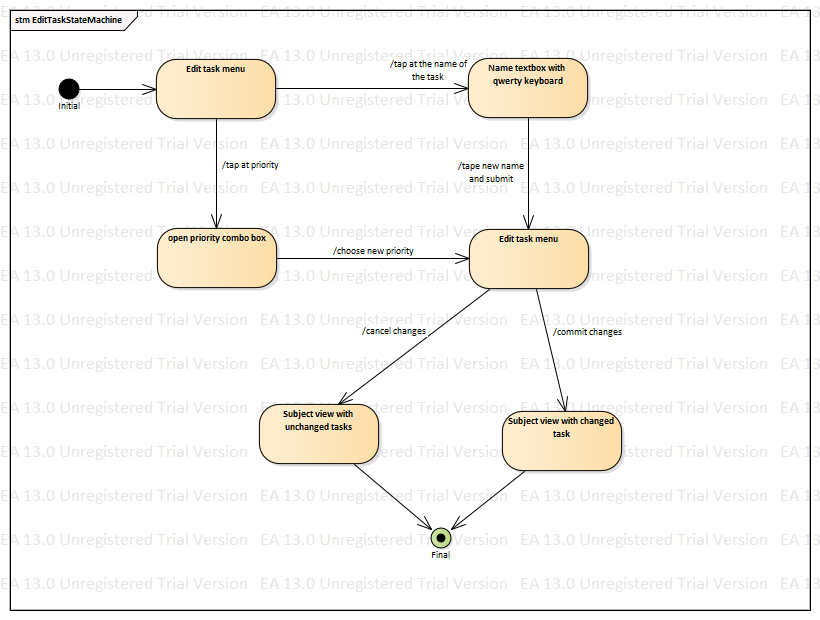 stm EditTaskStateMachine
Edit task menu
/tap at the name of
the task
Name textbox with
qwerty keyboard
Initial
/tap at priority
/tape new name
and submit
open priority combo box
/choose new priority
Edit task menu
/cancel changes
/commit changes
Subject view with
unchanged tasks
Subject view with changed
task
Final
EA 13.0 Unregistered Trial Version